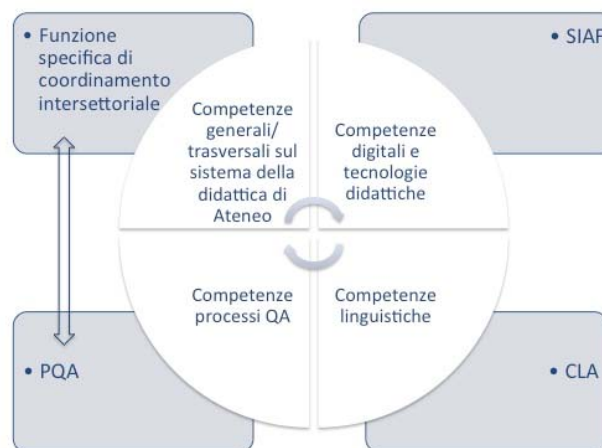 • Funzione
specifica di
coordinamento
intersettoriale
• SIAF
Competenze
generali/
trasversali sul
sistema della
didattica di
Ateneo
Competenze
digitali e
tecnologie
didattiche
Competenze
processi QA
Competenze
linguistiche
• PQA
• CLA